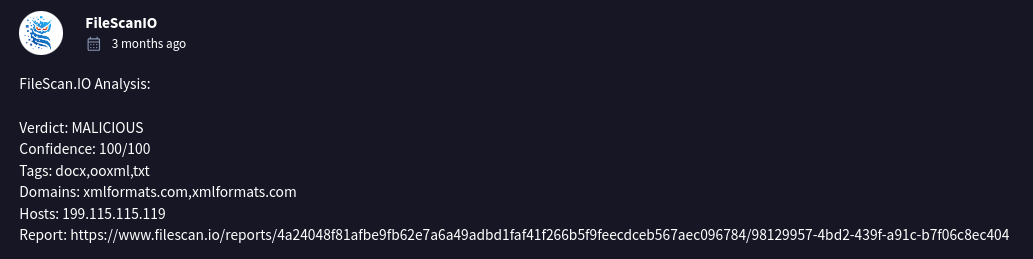 FileScanIO
3 months ago
FileScan.IO Analysis:
Verdict: MALICIOUS
Confidence: 100/100
Tags: docx,ooxml,txt
Domains: xmlformats.com,xmlformats.com
Hosts: 199.115.115.119
Report: https://www.filescan.io/reports/4a24048f81afbe9fb62e7a6a49adbd1faf41f266b5f9feecdceb567aec096784/98129957-4bd2-439f-a91c-b7f06c8ec404